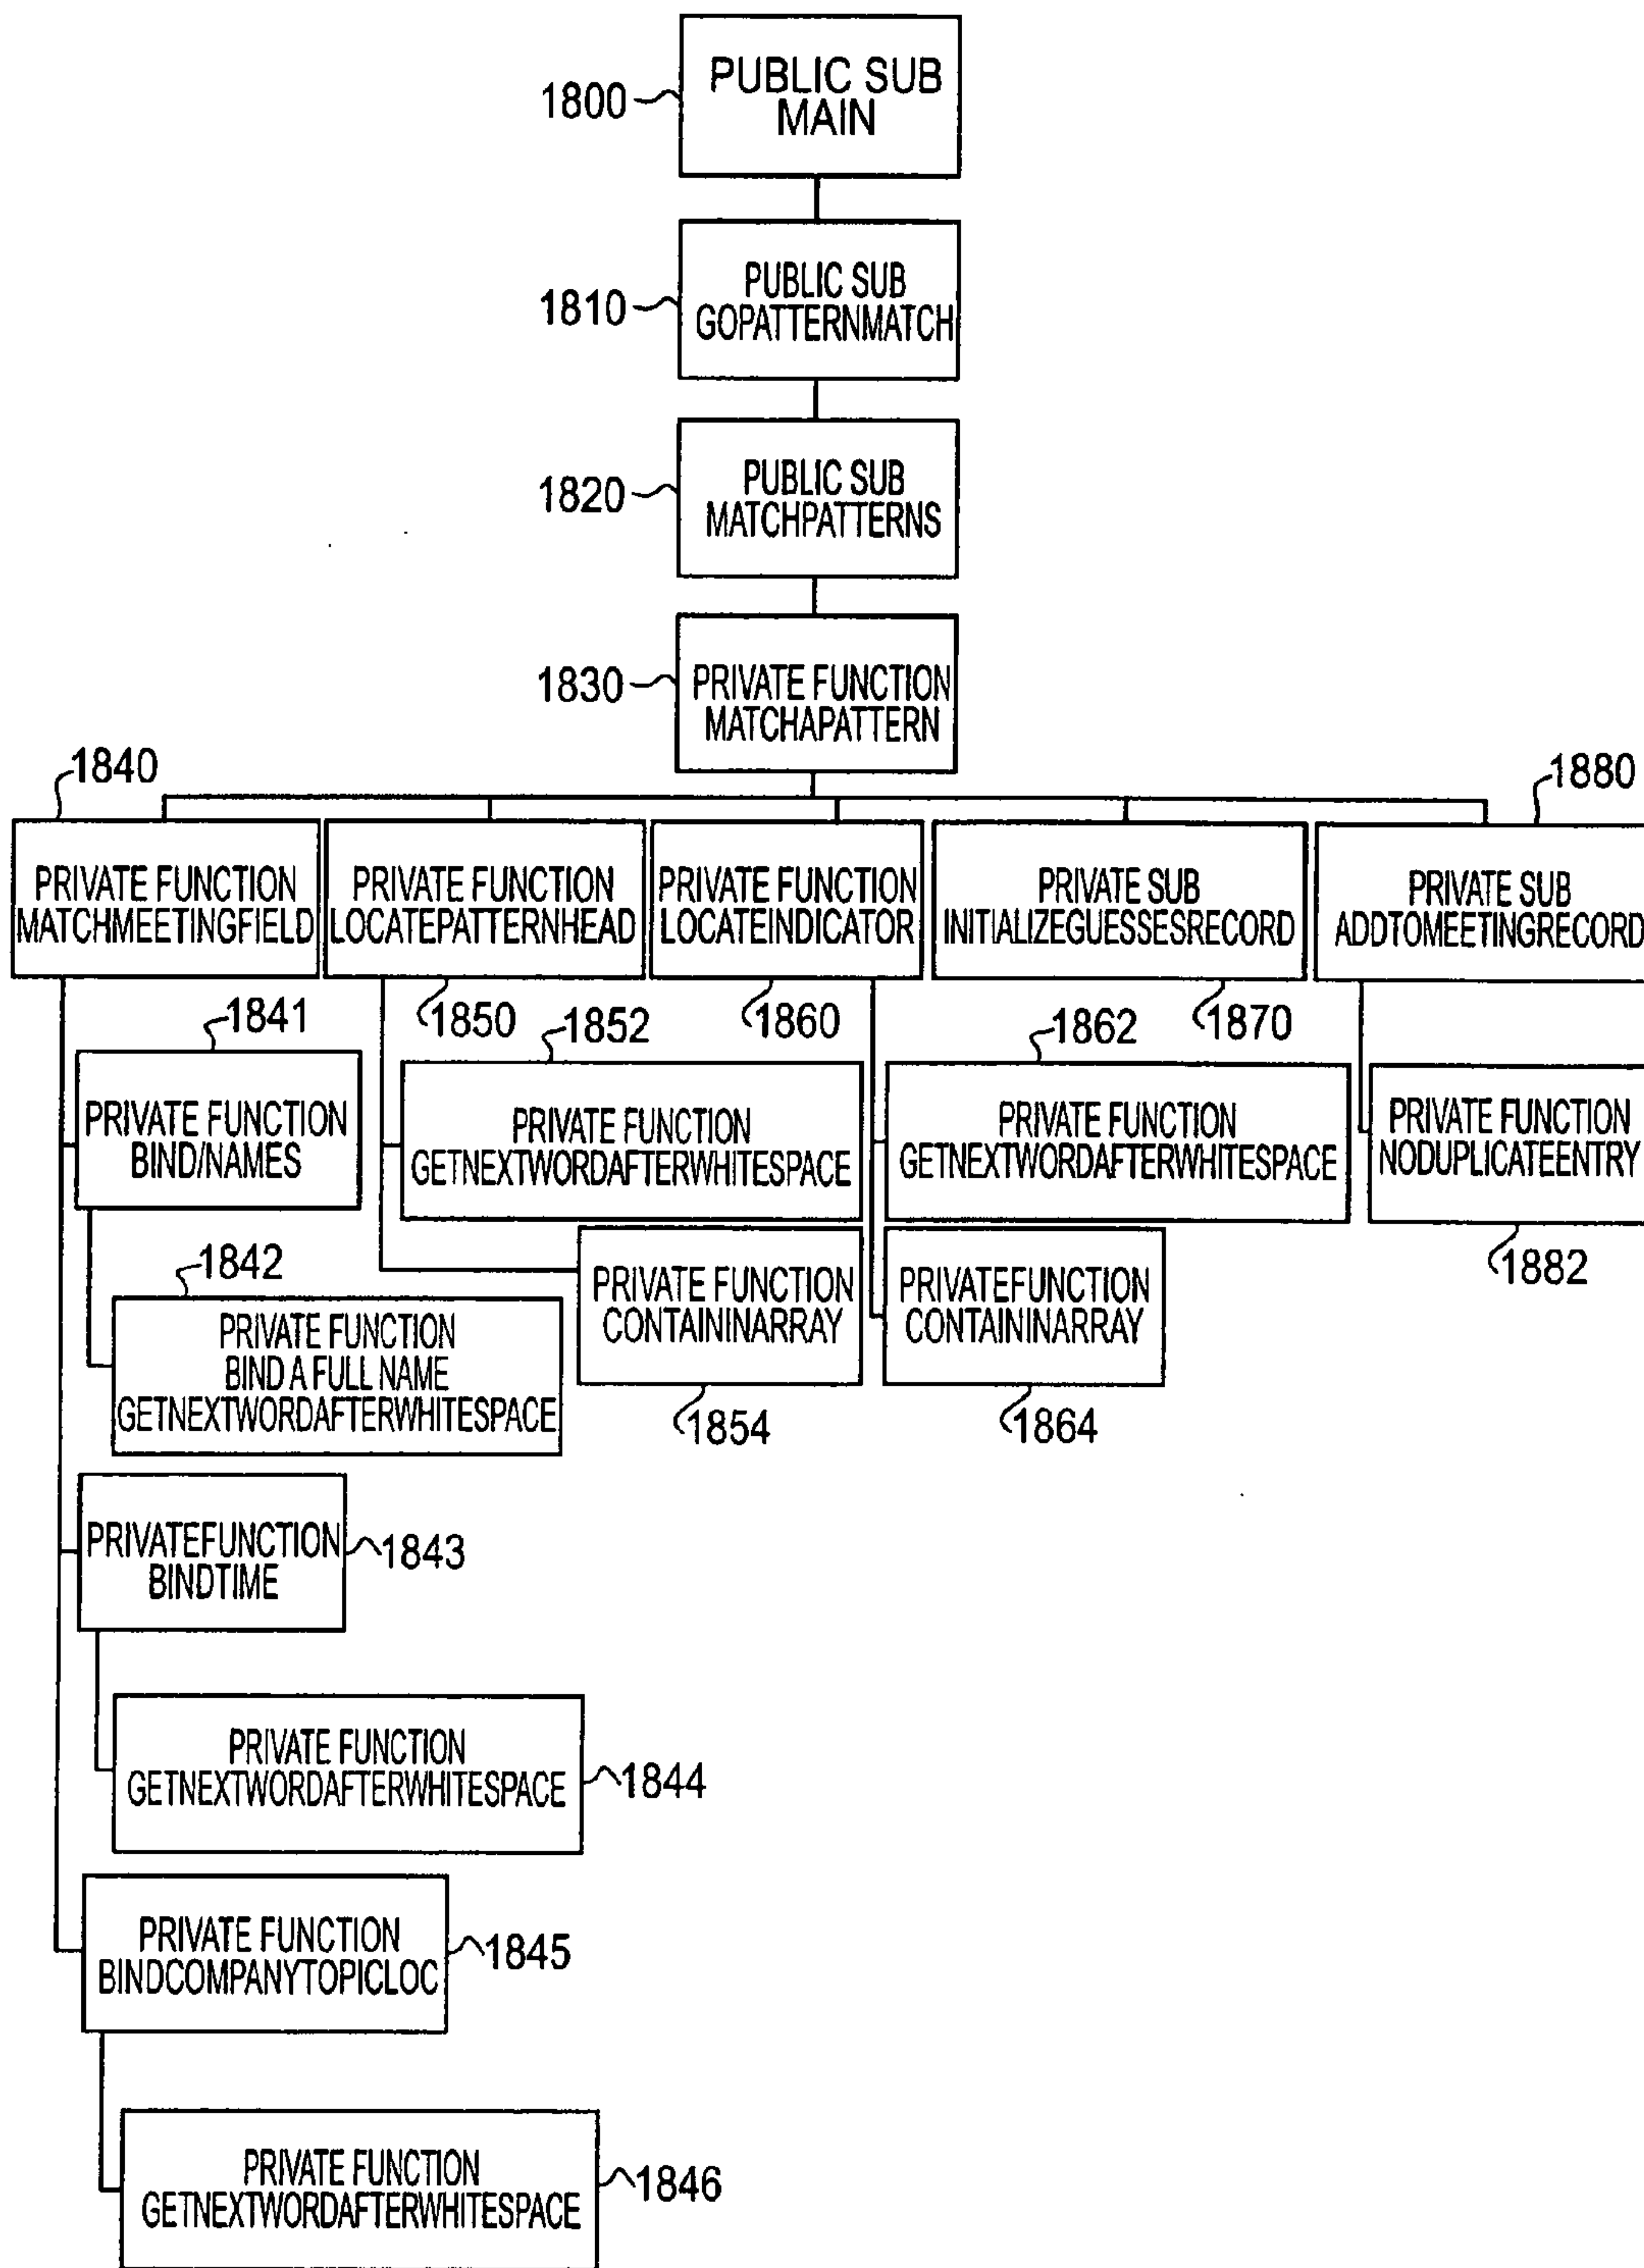 1800
PUBLIC SUB
MAIN
1810
PUBLIC SUB
GOPATTERNMATCH
1820
PUBLIC SUB
MATCHPATTERNS
1830
PRIVATE FUNCTION
MATCHAPATTERN
1840
1880
PRIVATE FUNCTION
MATCHMEETINGFIELD
PRIVATE FUNCTION
LOCATEPATTERNHEAD
PRIVATE FUNCTION
LOCATEINDICATOR
PRIVATE SUB
INITIALIZEGUESSESRECORD
PRIVATE SUB
ADDTOMEETINGRECORD
1850
1860
1870
1841
PRIVATE FUNCTION
BIND/NAMES
1852
PRIVATE FUNCTION
GETNEXTWORDAFTERWHITESPACE
1862
PRIVATE FUNCTION
GETNEXTWORDAFTERWHITESPACE
PRIVATE FUNCTION
NODUPLICATEENTRY
1882
1842
PRIVATE FUNCTION
BIND A FULL NAME
GETNEXTWORDAFTERWHITESPACE
PRIVATE FUNCTION
CONTAININARRAY
1854
PRIVATEFUNCTION
CONTAININARRAY
1864
PRIVATEFUNCTION
BINDTIME
1843
PRIVATE FUNCTION
GETNEXTWORDAFTERWHITESPACE
1844
PRIVATE FUNCTION
BINDCOMPANYTOPICLOC
1845
PRIVATE FUNCTION
GETNEXTWORDAFTERWHITESPACE
1846